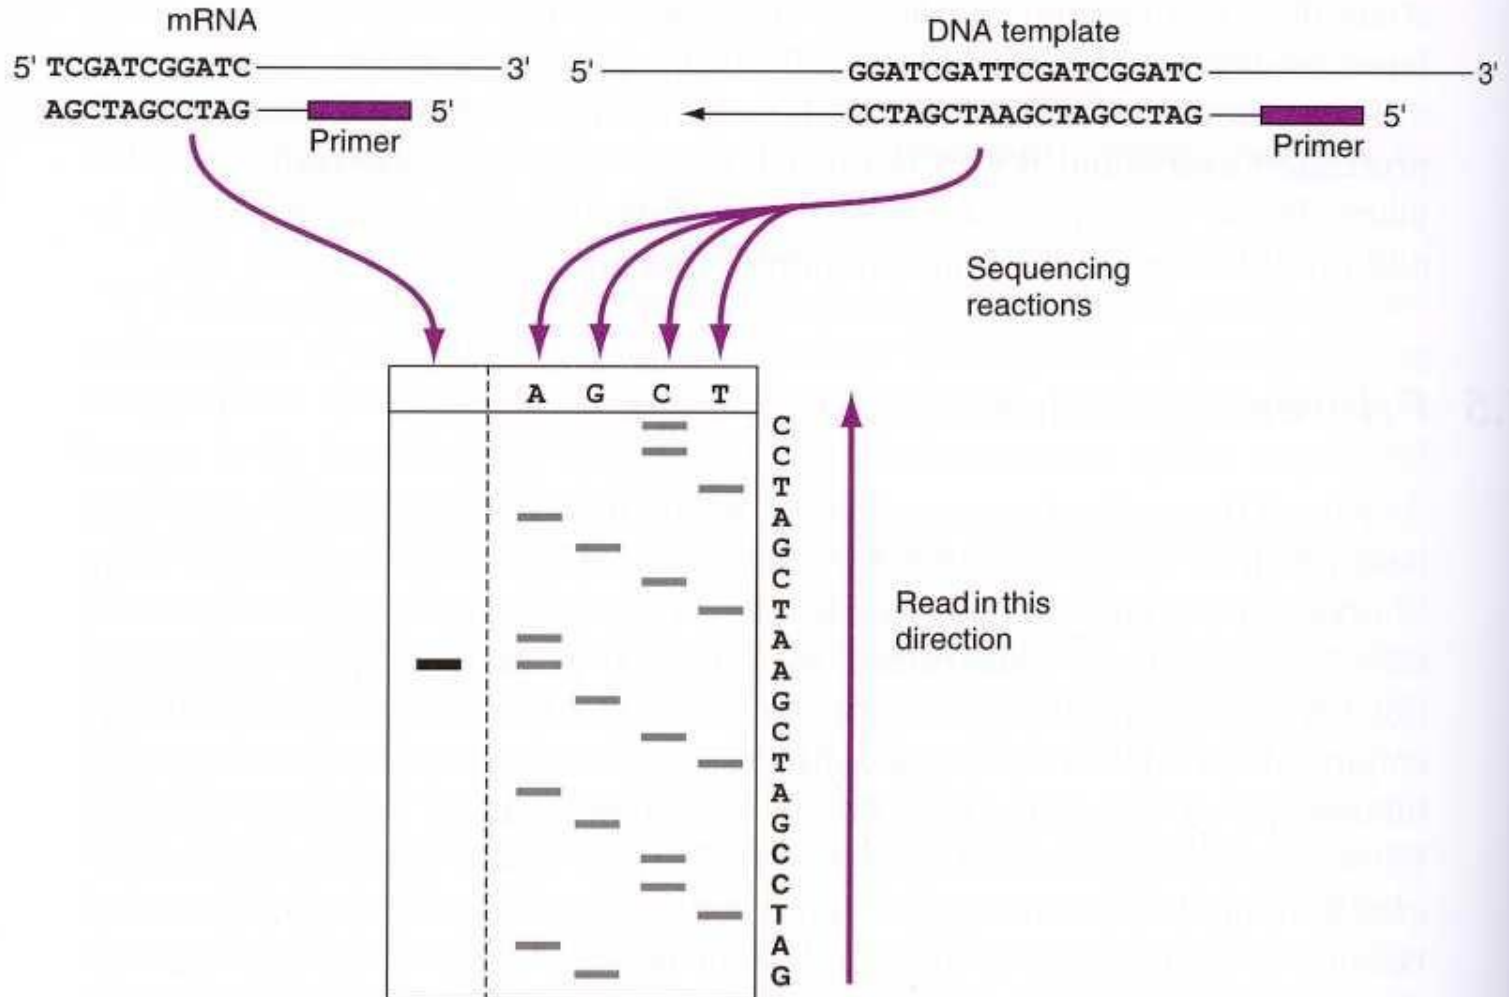 mRNA
5' TCGATCGGATC 3'
AGCTAGCCTAG 5'
Primer
DNA template
5' GGATCGATTCGATCGGATC 3'
CCTAGCTAAGCTAGCCTAG 5'
Primer
Sequencing
reactions
A G C T
C
C
T
A
G
C
T
A
A
G
C
T
A
G
C
C
T
A
G
Read in this
direction